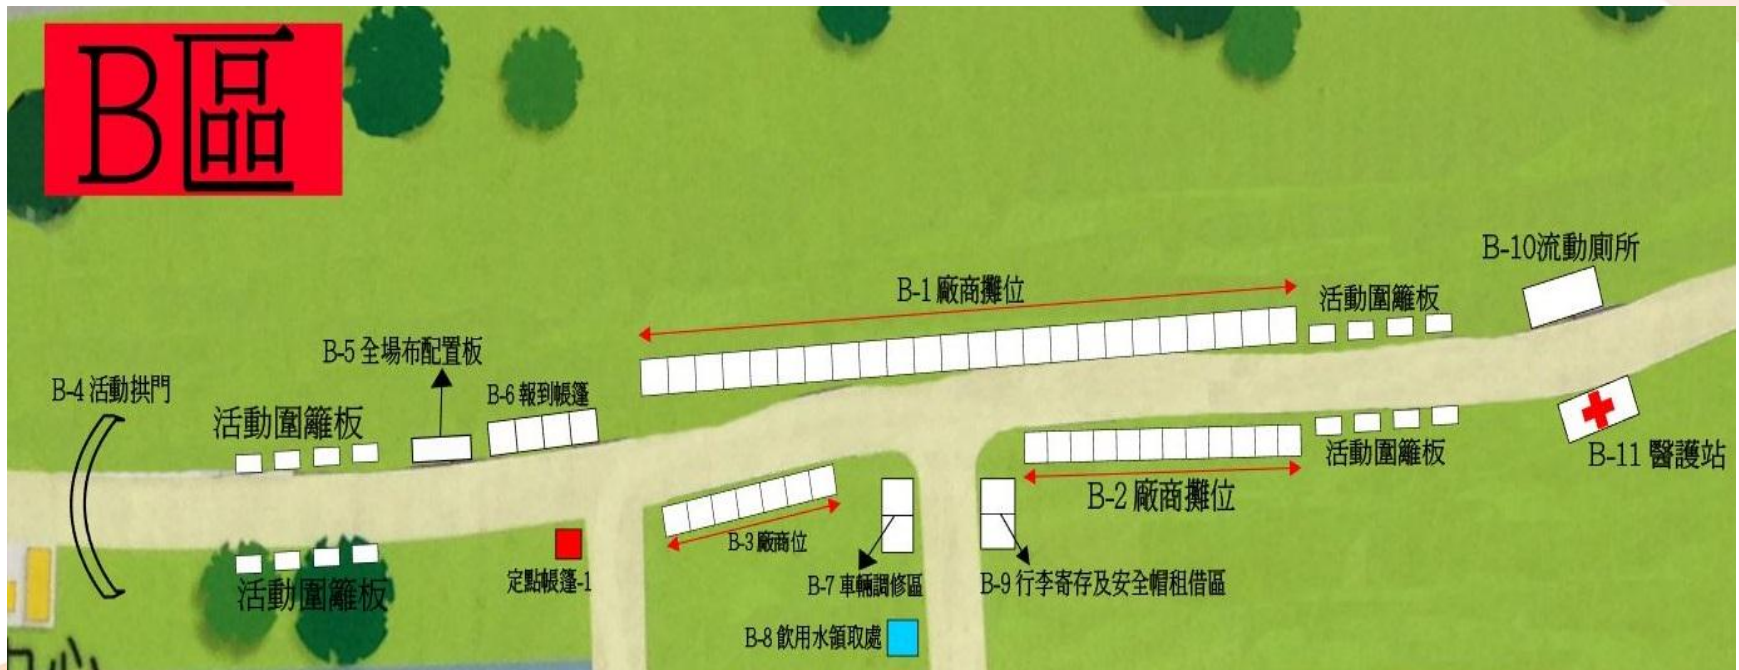 B區
B-10流動廁所
B-1 廠商攤位
活動圍籬板
B-5 全場布配置板
B-4 活動拱門
B-6 報到帳篷
活動圍籬板
活動圍籬板
B-11 醫護站
B-2 廠商攤位
B-3 廠商位
定點帳篷-1
B-7 車輛調修區
B-9 行李寄存及安全帽租借區
活動圍籬板
B-8 飲用水領取處
心